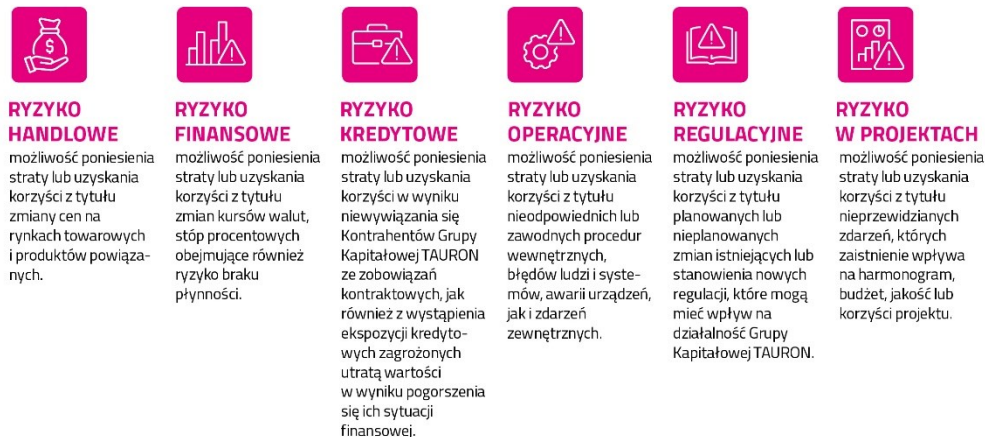 RYZYKO
HANDLOWE
możliwość poniesienia
straty lub uzyskania
korzyści z tytułu
zmiany cen na
rynkach towarowych
i produktów powiąza-
nych.
RYZYKO
FINANSOWE
możliwość poniesienia
straty lub uzyskania
korzyści z tytułu
zmian kursów walut,
stóp procentowych
obejmujące również
ryzyko braku
płynności.
RYZYKO
KREDYTOWE
możliwość poniesienia
straty lub uzyskania
korzyści w wyniku
niewywiązania się
Kontrahentów Grupy
Kapitałowej TAURON
ze zobowiązań
kontraktowych, jak
również z wystąpienia
ekspozycji kredyto-
wych zagrożonych
utratą wartości
w wyniku pogorszenia
się ich sytuacji
finansowej.
RYZYKO
OPERACYJNE
możliwość poniesienia
straty lub uzyskania
korzyści z tytułu
nieodpowiednich lub
zawodnych procedur
wewnętrznych,
błędów ludzi i syste-
mów, awarii urządzeń,
jak i zdarzeń
zewnętrznych.
RYZYKO
REGULACYJNE
możliwość poniesienia
straty lub uzyskania
korzyści z tytułu
planowanych lub
nieplanowanych
zmian istniejących lub
stanowienia nowych
regulacji, które mogą
mieć wpływ na
działalność Grupy
Kapitałowej TAURON.
RYZYKO
W PROJEKTACH
możliwość poniesienia
straty lub uzyskania
korzyści z tytułu
nieprzewidzianych
zdarzeń, których
zaistnienie wpływa
na harmonogram,
budżet, jakość lub
korzyści projektu.